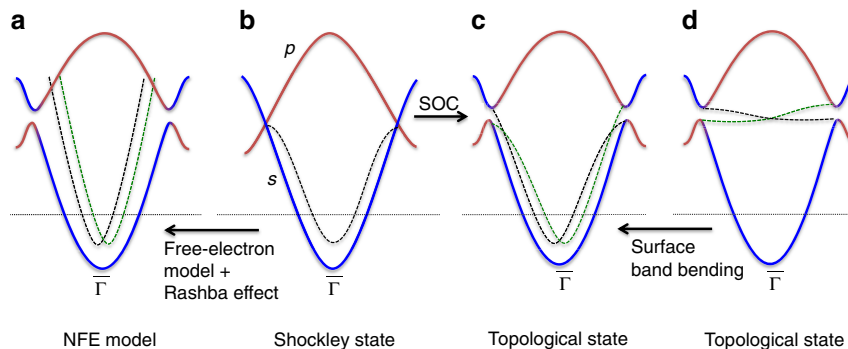 a
b
c
d
p
SOC
s
Free-electron
model +
Rashba effect
Surface
band bending
Γ
Γ
Γ
Γ
NFE model
Shockley state
Topological state
Topological state